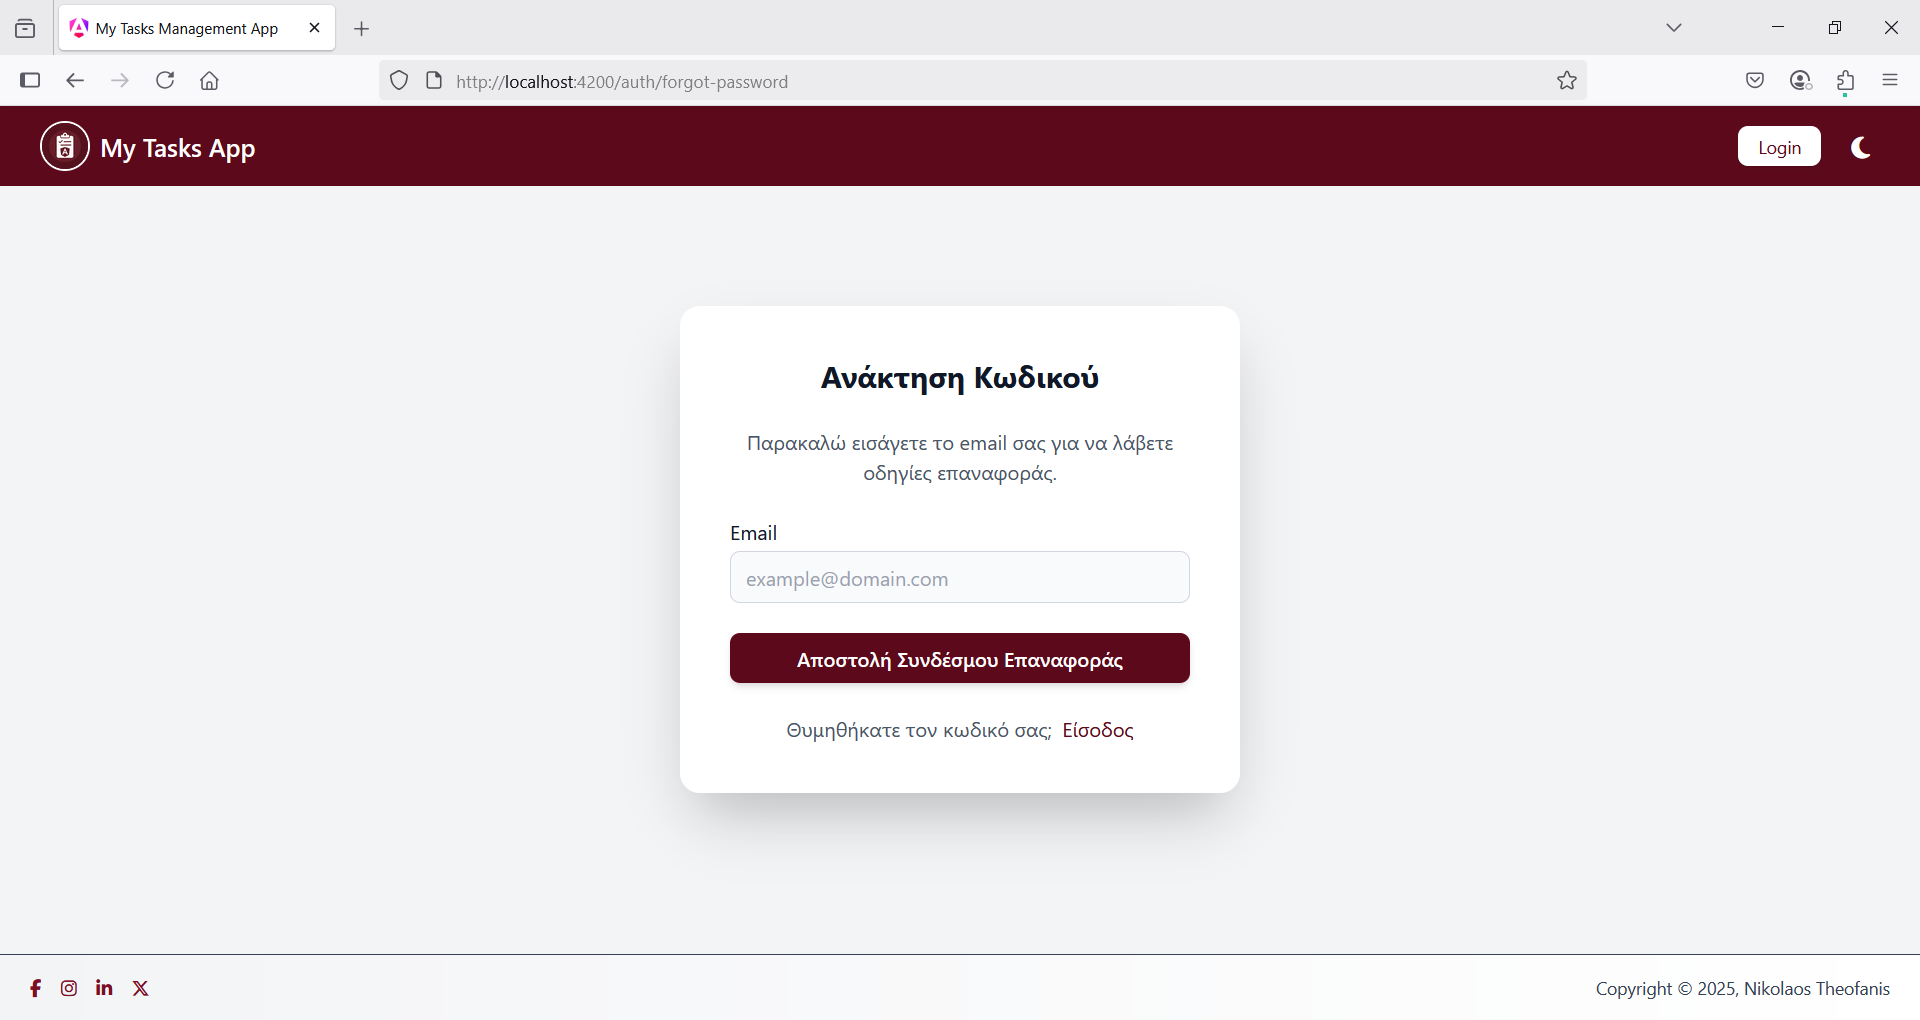 My Tasks Management App
http://localhost:4200/auth/forgot-password
My Tasks App
Login
Ανάκτηση Κωδικού
Παρακαλώ εισάγετε το email σας για να λάβετε
οδηγίες επαναφοράς.
Email
example@domain.com
Αποστολή Συνδέσμου Επαναφοράς
Θυμηθήκατε τον κωδικό σας; Είσοδος
Copyright © 2025, Nikolaos Theofanis